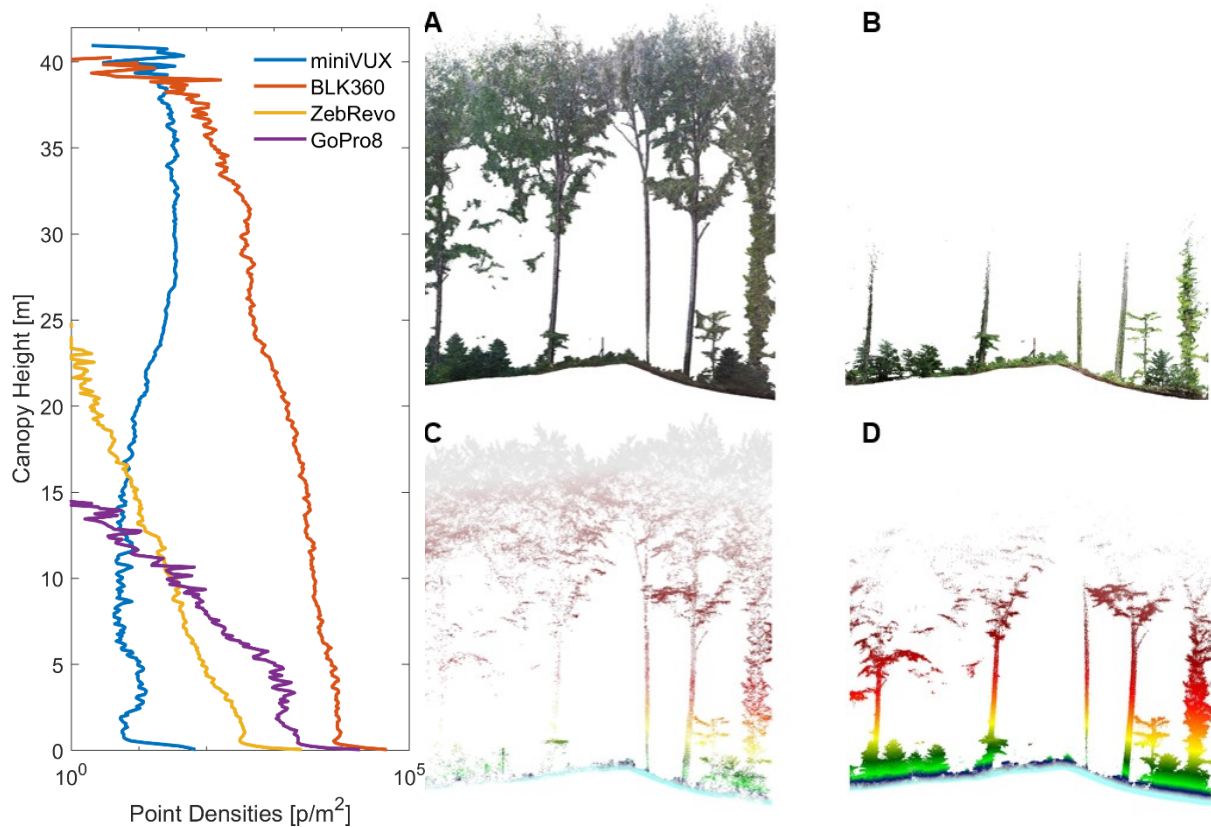 A
B
miniVUX
BLK360
ZebRevo
GoPro8
40
35
30
25
20
15
10
5
0
Canopy Height [m]
10^0
10^5
Point Densities [p/m^2]
C
D